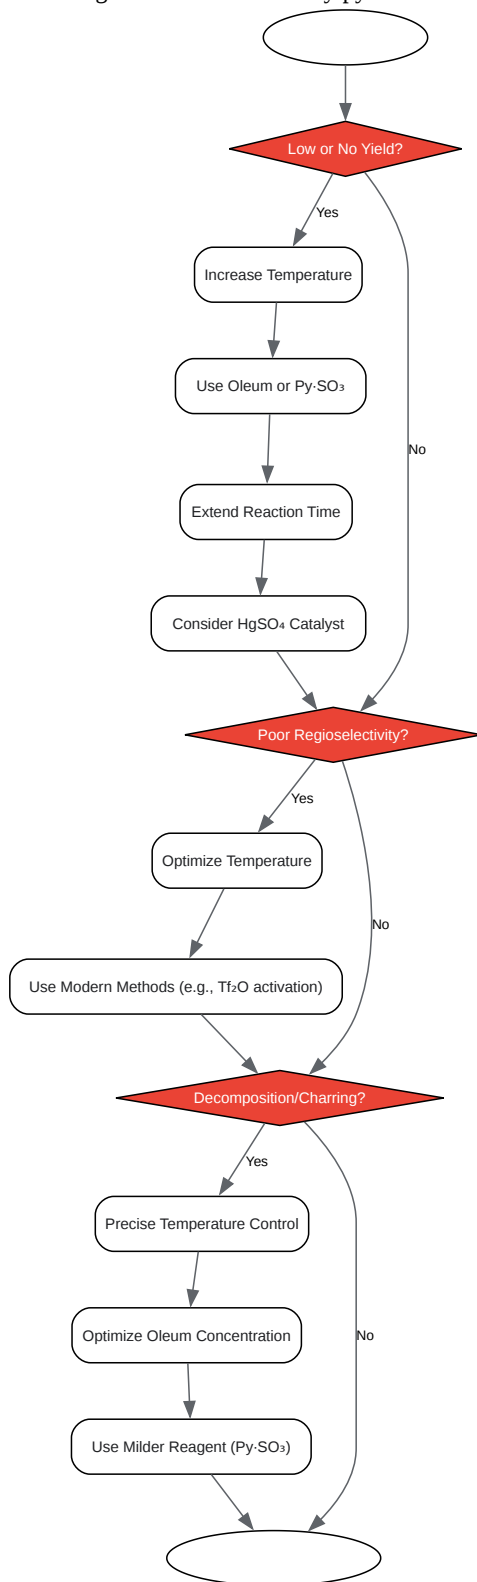 Low or No Yield?
Yes
Increase Temperature
Use Oleum or Py·SO₃
No
Extend Reaction Time
Consider HgSO₄ Catalyst
Poor Regioselectivity?
Yes
Optimize Temperature
No
Use Modern Methods (e.g., Tf₂O activation)
Decomposition/Charring?
Yes
Precise Temperature Control
Optimize Oleum Concentration
No
Use Milder Reagent (Py·SO₃)